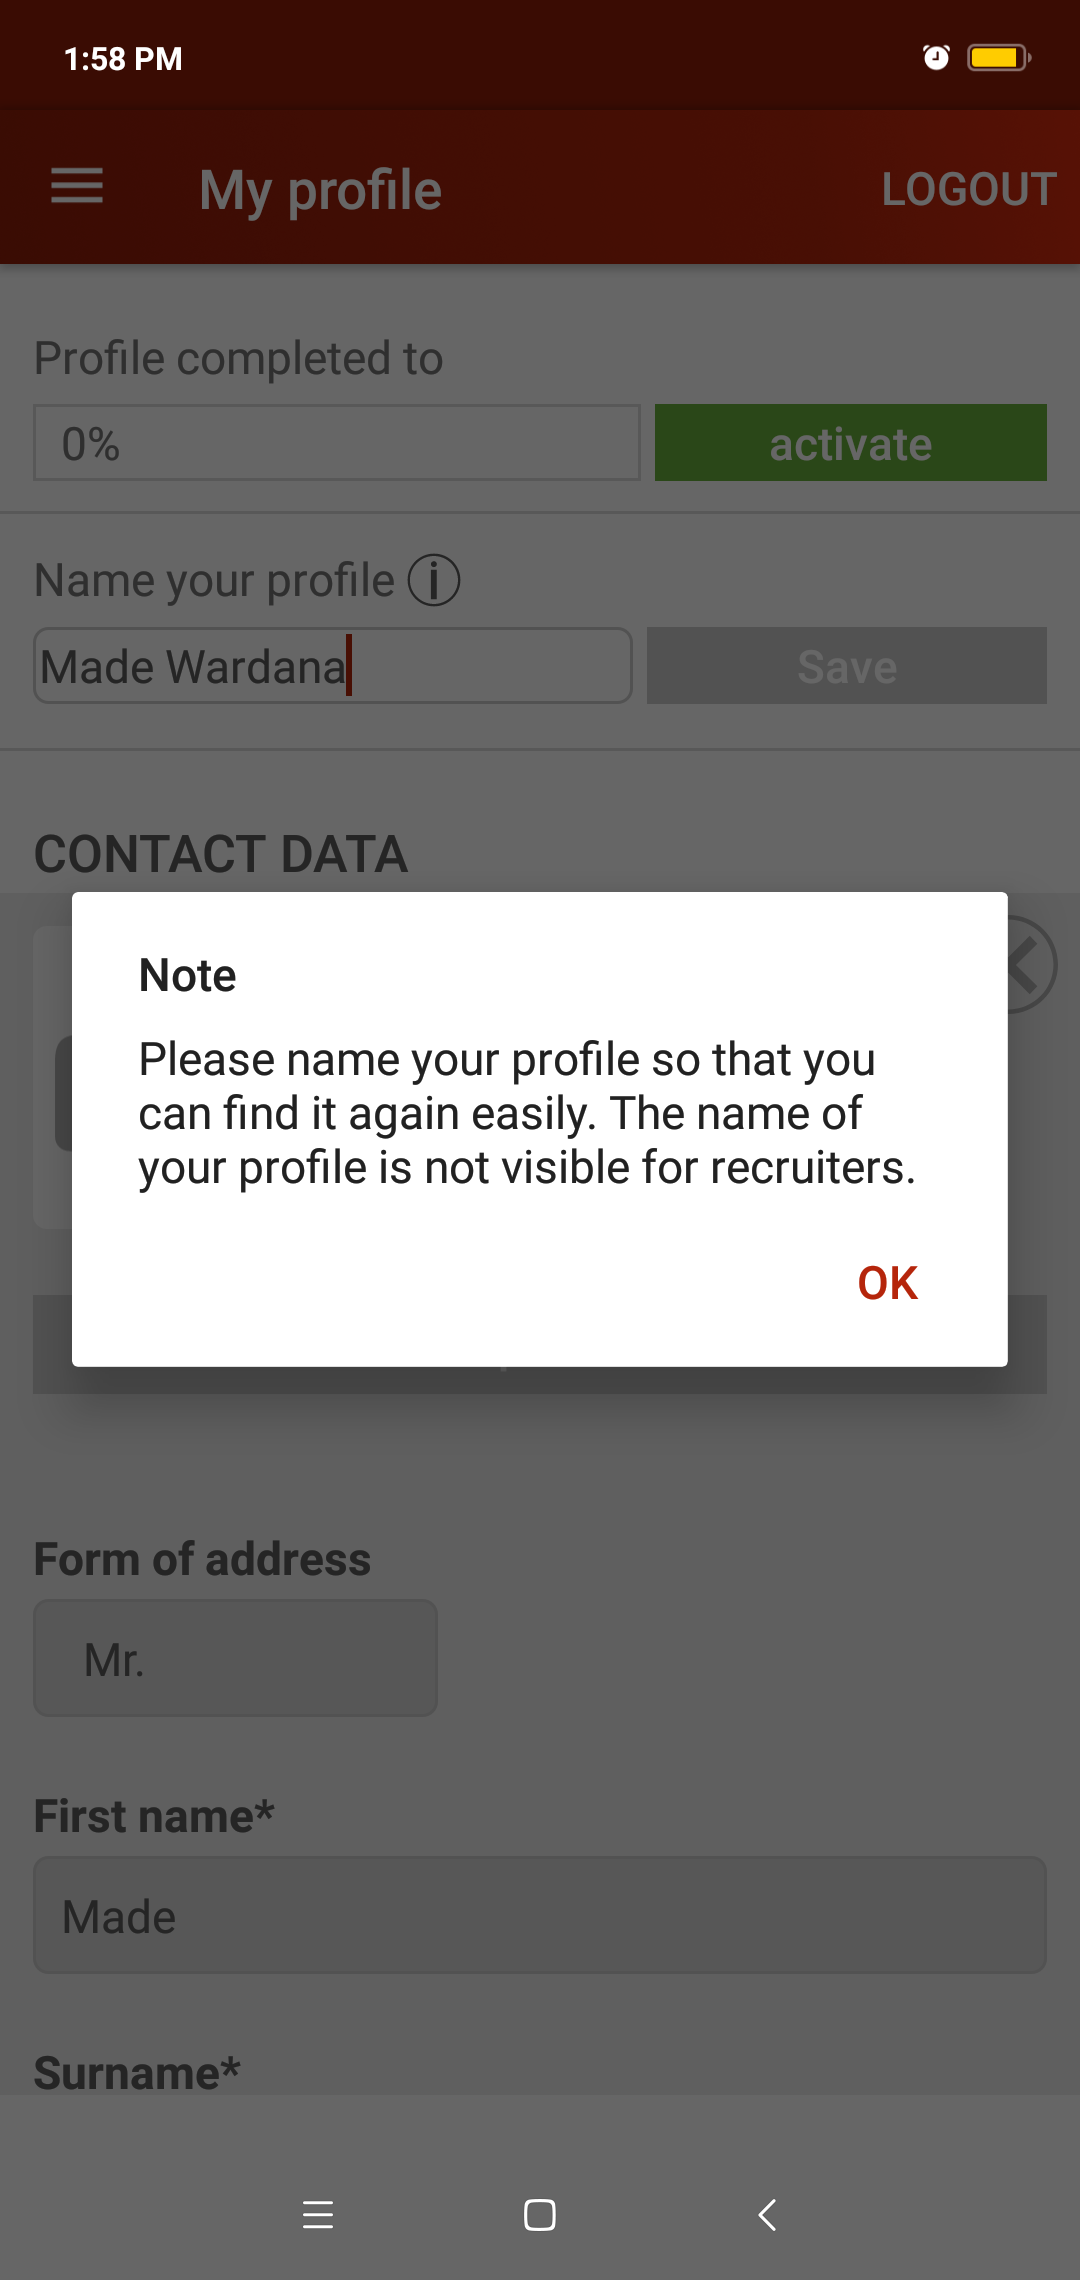 1:58 PM
My profile
LOGOUT
Profile completed to
0%
activate
Name your profile
Made Wardana
Save
CONTACT DATA
Note
Please name your profile so that you
can find it again easily. The name of
your profile is not visible for recruiters.
OK
Form of address
Mr.
First name*
Made
Surname*